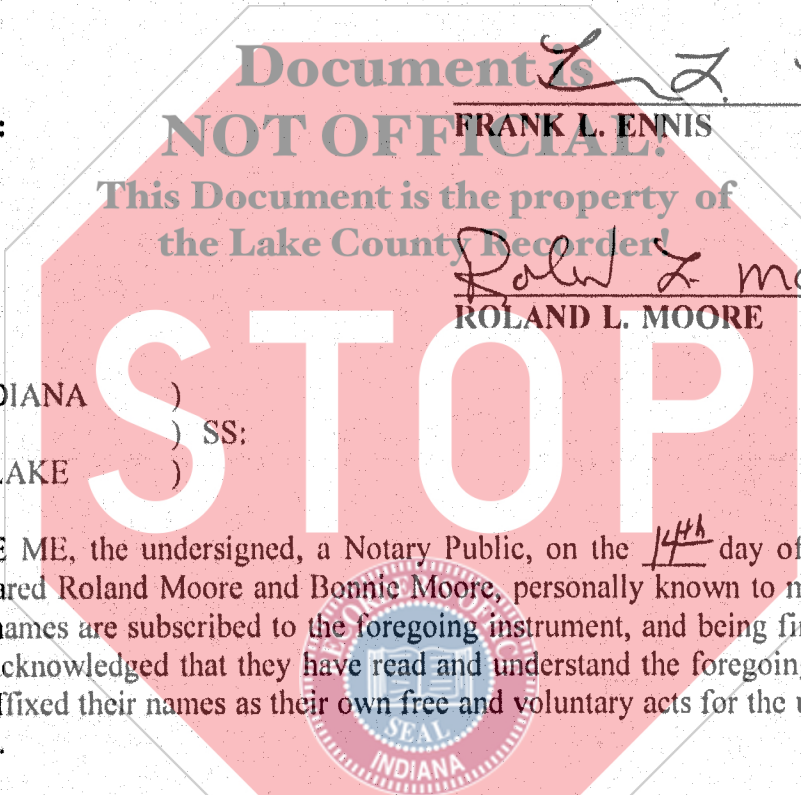 Document is
NOT OFFICIAL!
:
FRANK L. ENNIS
This Document is the property of
the Lake County Recorder!
ROLAND L. MOORE
STOP
DIANA )
) SS:
LAKE )
E ME, the undersigned, a Notary Public, on the 14th day of
ared Roland Moore and Bonnie Moore, personally known to m
names are subscribed to the foregoing instrument, and being fir
cknowledged that they have read and understand the foregoing
ffixed their names as their own free and voluntary acts for the u
.
SEAL
INDIANA